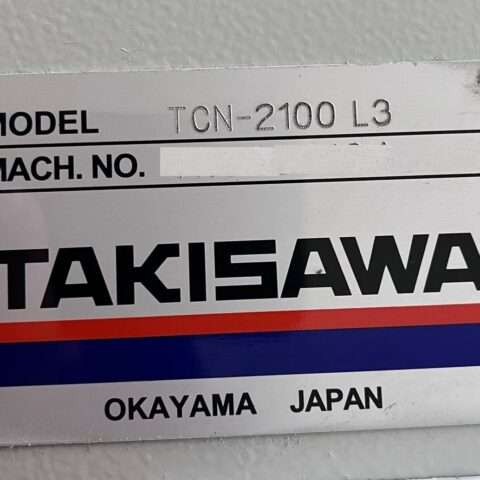 MODEL TCN-2100 L3
MACH. NO.
TAKISAWA
OKAYAMA JAPAN